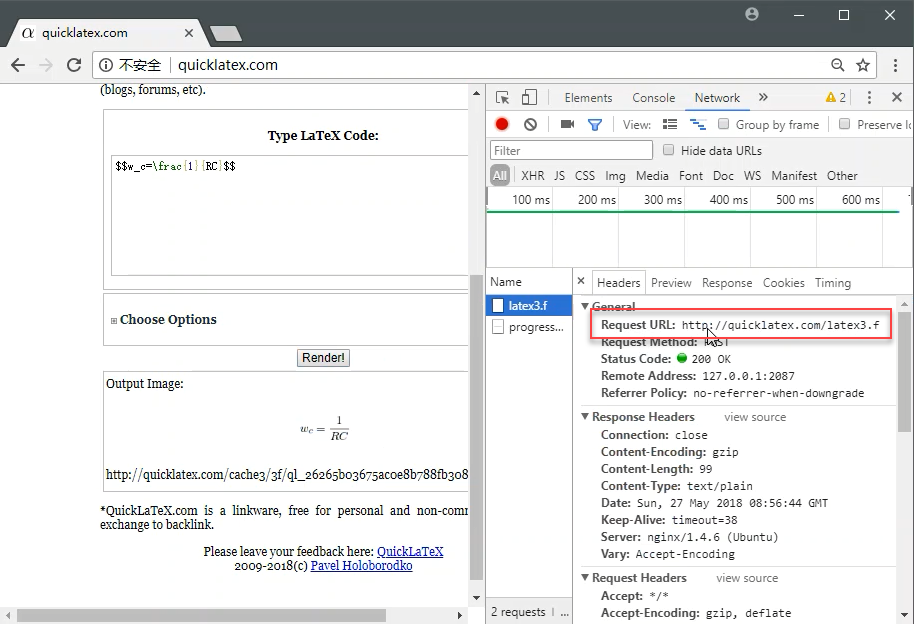 quicklatex.com
不安全 quicklatex.com
(blogs, forums, etc).
Type LaTeX Code:
$$w_c=\frac{1}{RC}$$
Choose Options
Render!
Output Image:
w_c = 1/RC
http://quicklatex.com/cache3/3f/ql_26265b03675ac0e8b788fb308
*QuickLaTeX.com is a linkware, free for personal and non-comm
exchange to backlink.
Please leave your feedback here: QuickLaTeX
2009-2018(c) Pavel Holoborodko
Elements Console Network » 2
View: Group by frame Preserve lo
Filter Hide data URLs
All XHR JS CSS Img Media Font Doc WS Manifest Other
100 ms 200 ms 300 ms 400 ms 500 ms 600 ms
Name
latex3.f
progress...
2 requests | ...
× Headers Preview Response Cookies Timing
General
Request URL: http://quicklatex.com/latex3.f
Request Method: POST
Status Code: 200 OK
Remote Address: 127.0.0.1:2087
Referrer Policy: no-referrer-when-downgrade
Response Headers view source
Connection: close
Content-Encoding: gzip
Content-Length: 99
Content-Type: text/plain
Date: Sun, 27 May 2018 08:56:44 GMT
Keep-Alive: timeout=38
Server: nginx/1.4.6 (Ubuntu)
Vary: Accept-Encoding
Request Headers view source
Accept: */*
Accept-Encoding: gzip, deflate